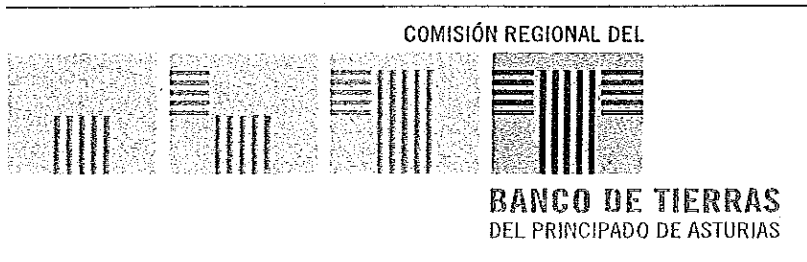 COMISIÓN REGIONAL DEL
BANCO DE TIERRAS
DEL PRINCIPADO DE ASTURIAS